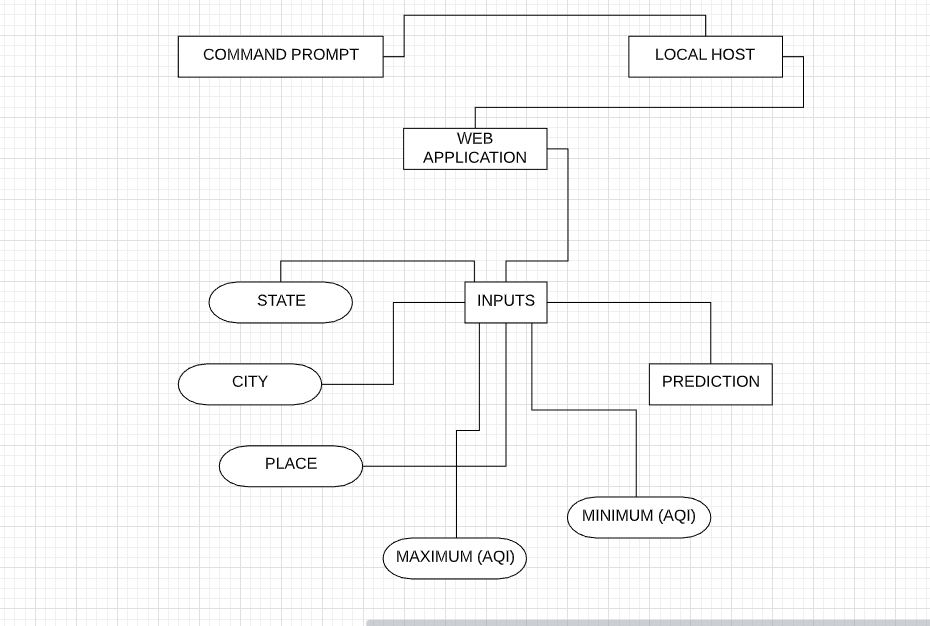 COMMAND PROMPT
LOCAL HOST
WEB
APPLICATION
STATE
INPUTS
CITY
PREDICTION
PLACE
MINIMUM (AQI)
MAXIMUM (AQI)